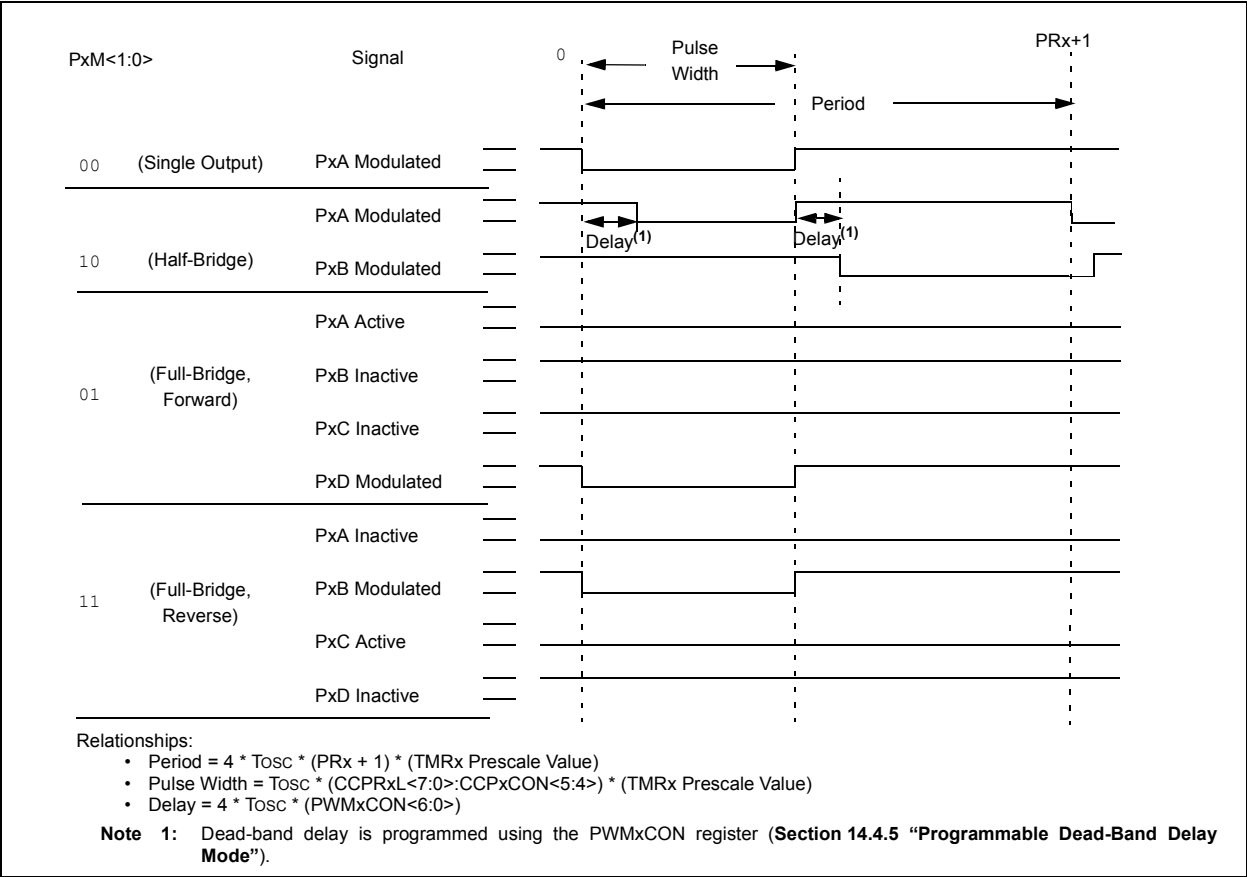 PxM<1:0>
Signal
0
Pulse
Width
PRx+1
Period
00 (Single Output) PxA Modulated
PxA Modulated
Delay(1) Delay(1)
10 (Half-Bridge) PxB Modulated
PxA Active
(Full-Bridge, PxB Inactive
01
Forward)
PxC Inactive
PxD Modulated
PxA Inactive
(Full-Bridge, PxB Modulated
11
Reverse)
PxC Active
PxD Inactive
Relationships:
• Period = 4 * TOSC * (PRx + 1) * (TMRx Prescale Value)
• Pulse Width = TOSC * (CCPRxL<7:0>:CCPxCON<5:4>) * (TMRx Prescale Value)
• Delay = 4 * TOSC * (PWMxCON<6:0>)
Note 1: Dead-band delay is programmed using the PWMxCON register (Section 14.4.5 “Programmable Dead-Band Delay
Mode”).